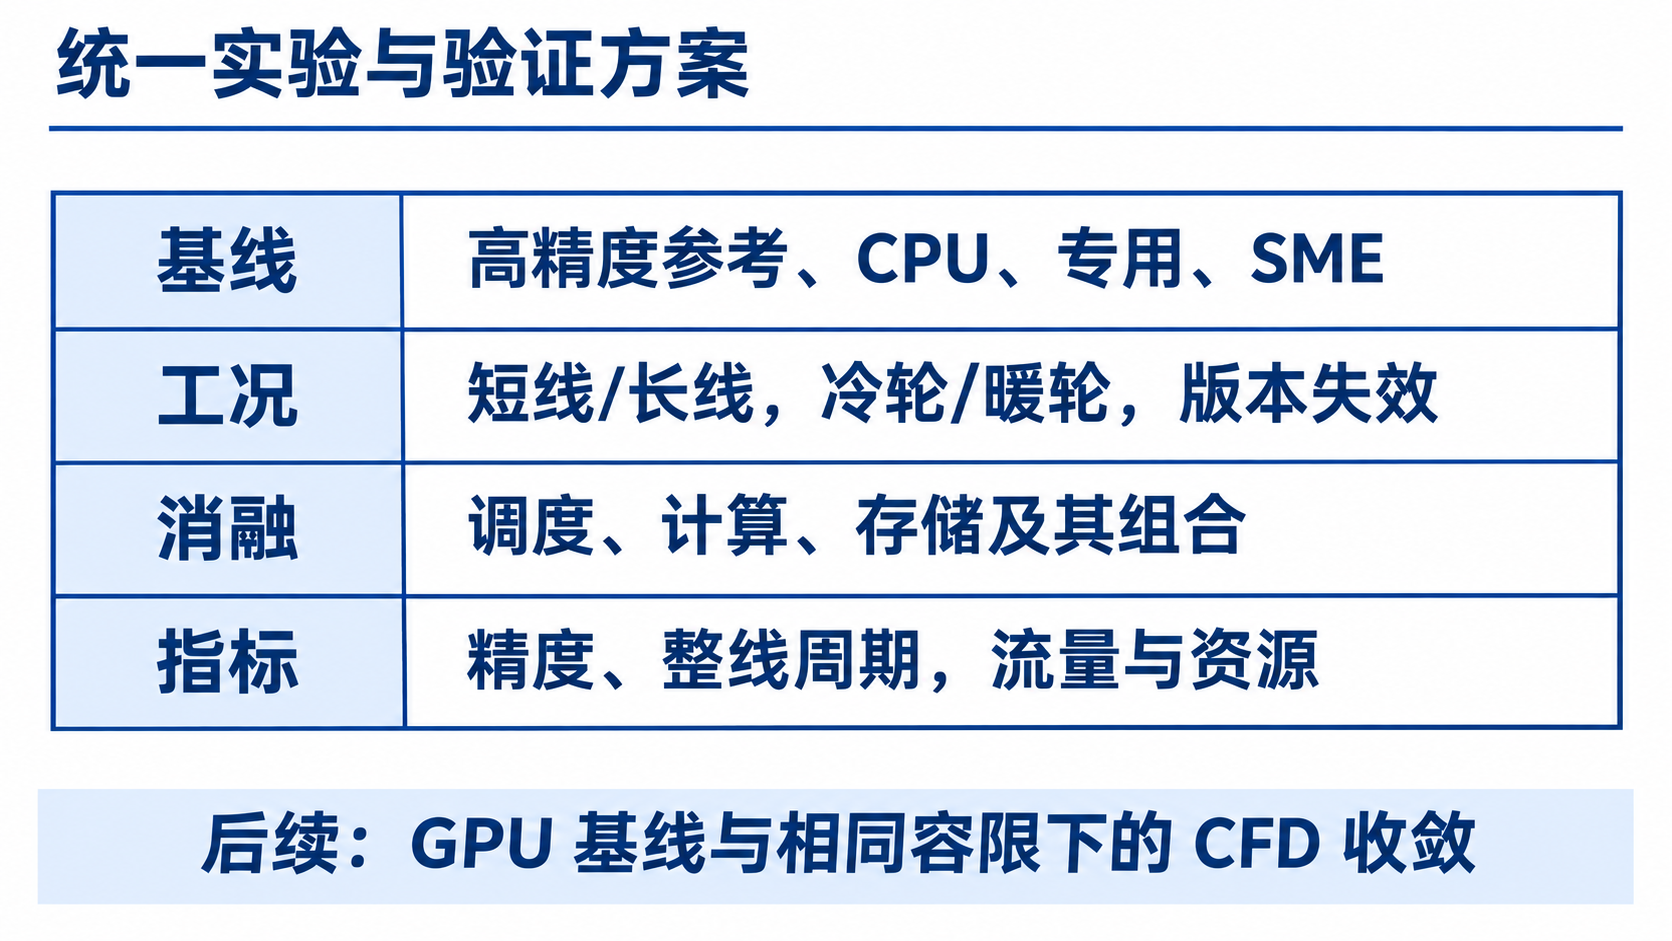 统一实验与验证方案
基线 高精度参考、CPU、专用、SME
工况 短线/长线，冷轮/暖轮，版本失效
消融 调度、计算、存储及其组合
指标 精度、整线周期，流量与资源
后续：GPU 基线与相同容限下的 CFD 收敛